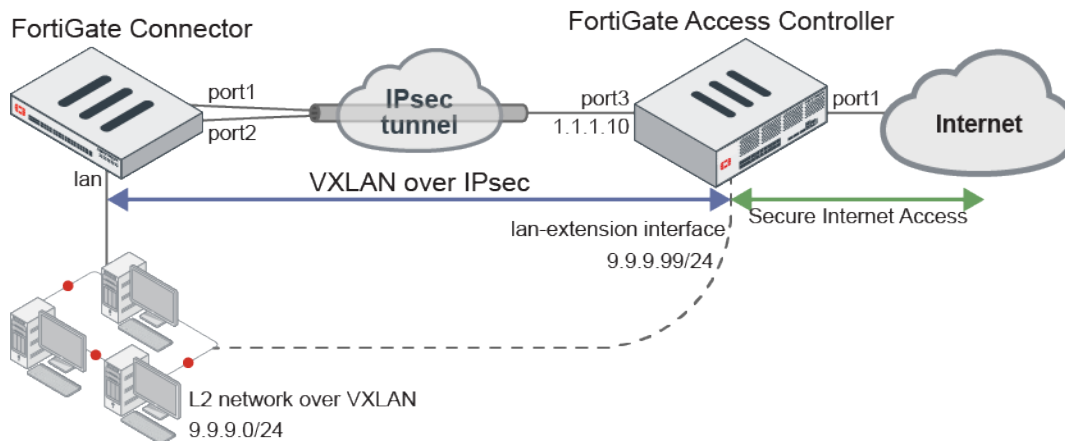 FortiGate Connector
FortiGate Access Controller
port1
port2
IPsec
tunnel
port3
1.1.1.10
port1
Internet
lan
VXLAN over IPsec
Secure Internet Access
lan-extension interface
9.9.9.99/24
L2 network over VXLAN
9.9.9.0/24